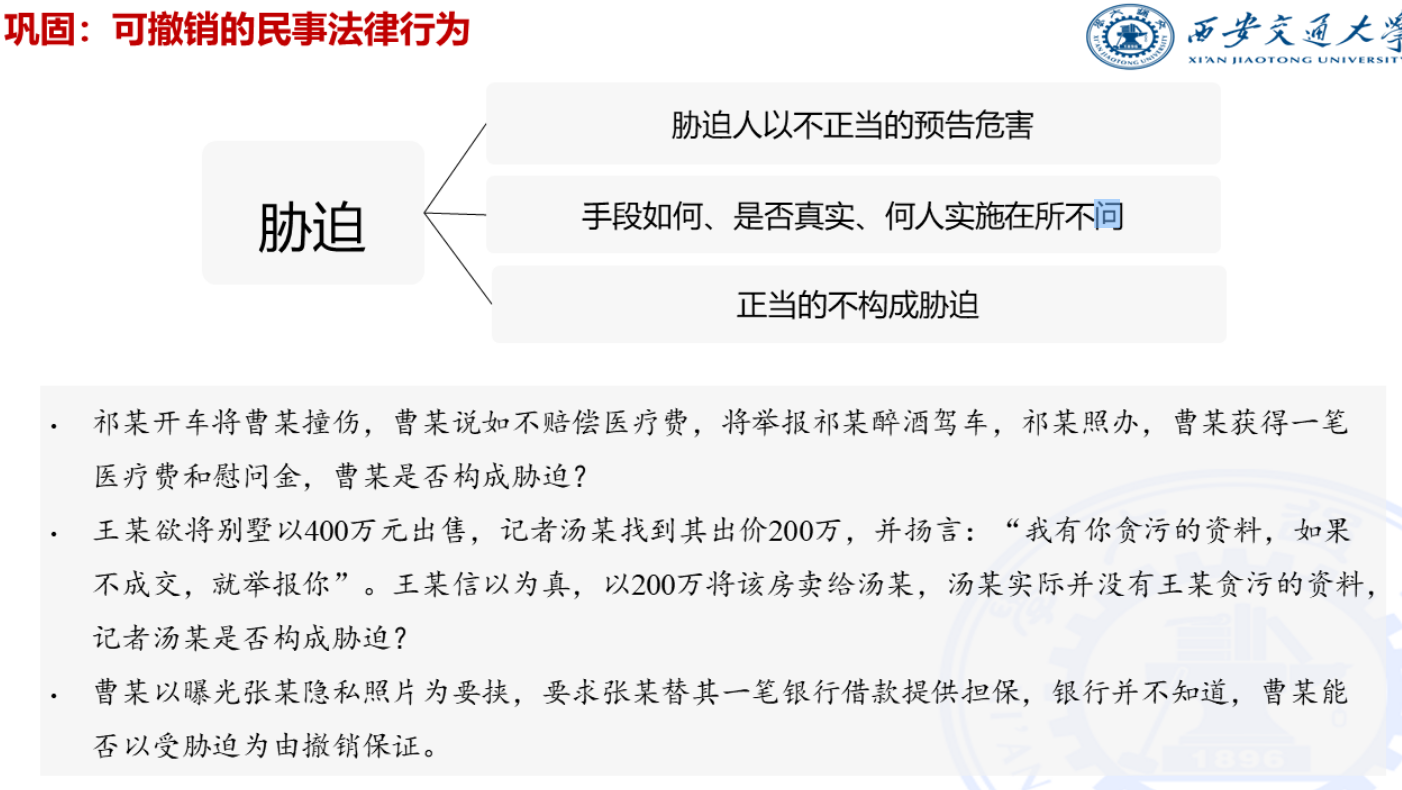 巩固：可撤销的民事法律行为
西安交通大学
XI'AN JIAOTONG UNIVERSITY
胁迫人以不正当的预告危害
胁迫
手段如何、是否真实、何人实施在所不问
正当的不构成胁迫
· 祁某开车将曹某撞伤，曹某说如不赔偿医疗费，将举报祁某醉酒驾车，祁某照办，曹某获得一笔
医疗费和慰问金，曹某是否构成胁迫？
· 王某欲将别墅以400万元出售，记者汤某找到其出价200万，并扬言：“我有你贪污的资料，如果
不成交，就举报你”。王某信以为真，以200万将该房卖给汤某，汤某实际并没有王某贪污的资料，
记者汤某是否构成胁迫？
· 曹某以曝光张某隐私照片为要挟，要求张某替其一笔银行借款提供担保，银行并不知道，曹某能
否以受胁迫为由撤销保证。
1896